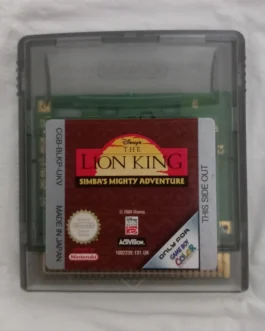 Disney's
THE
LION KING
SIMBA'S MIGHTY ADVENTURE
CGB-BLKP-UKV
MADE IN JAPAN
THIS SIDE OUT
© 2000 Disney
ACTIVISION
Nintendo
ONLY FOR
GAME BOY
COLOR